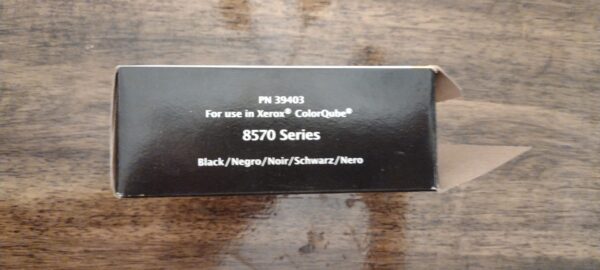 PN 39403
For use in Xerox® ColorQube®
8570 Series
Black/Negro/Noir/Schwarz/Nero